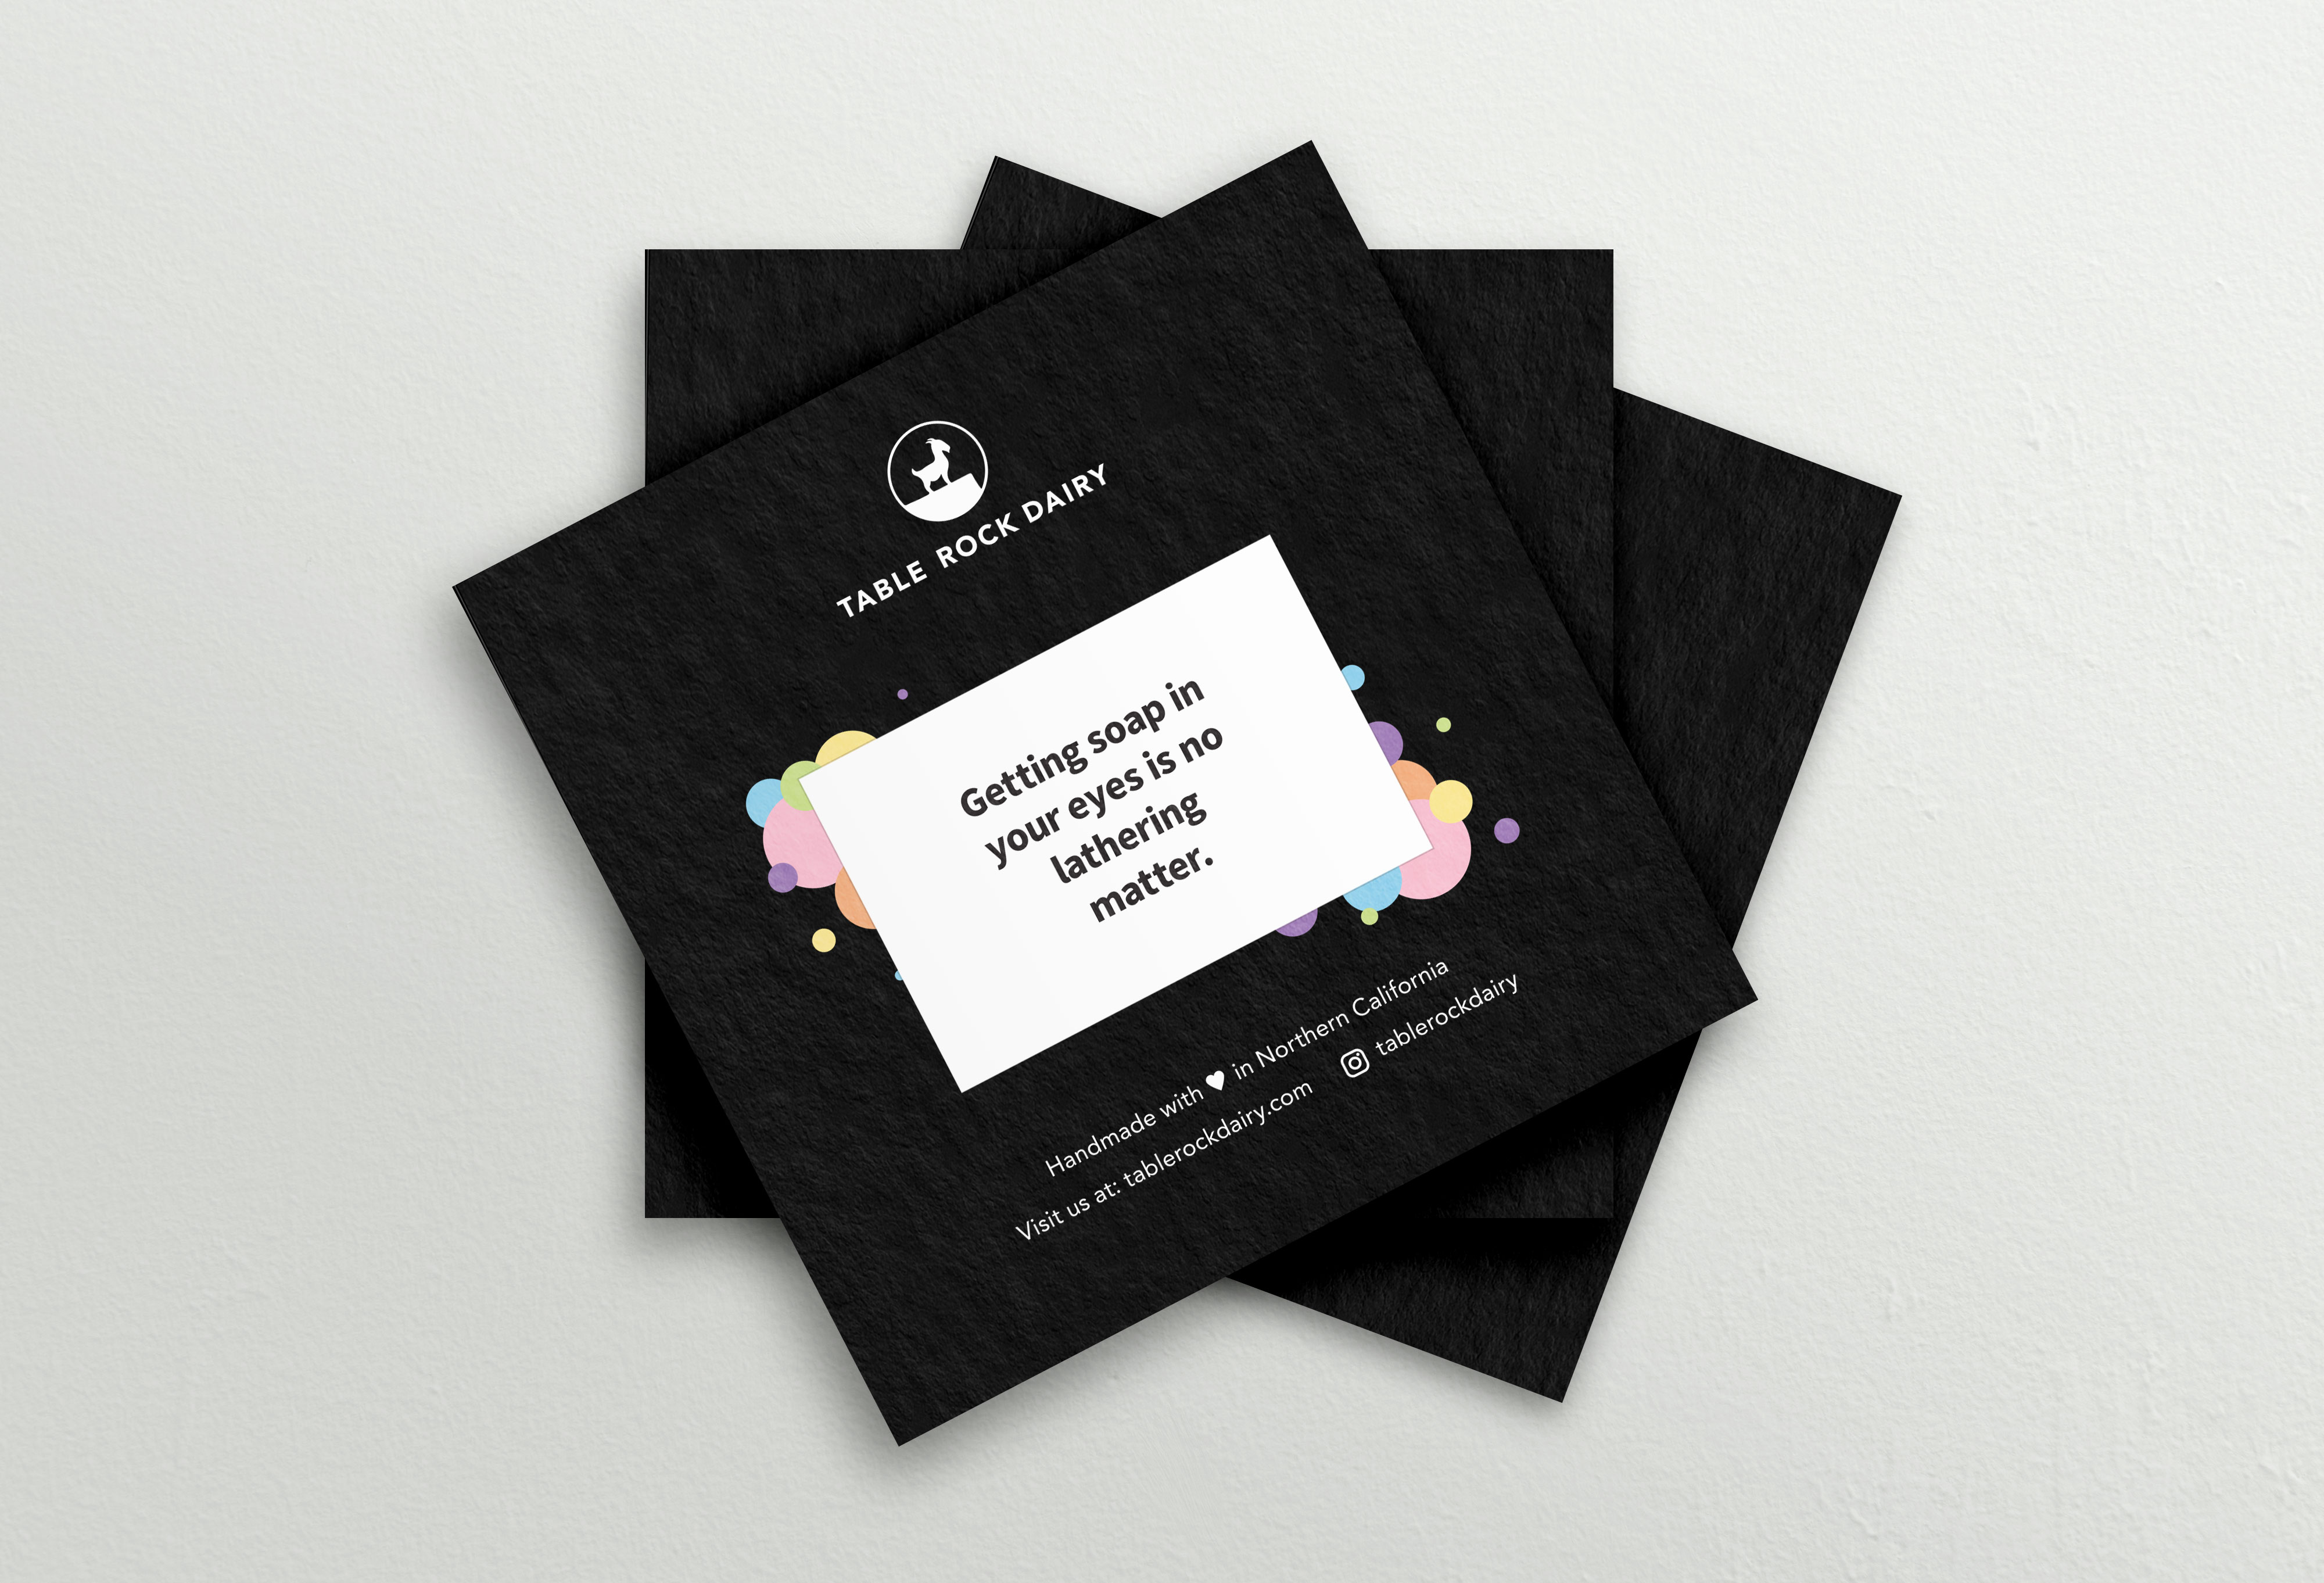 TABLE ROCK DAIRY
Getting soap in
your eyes is no
lathering
matter.
Handmade with ♥ in Northern California
Visit us at: tablerockdairy.com tablerockdairy